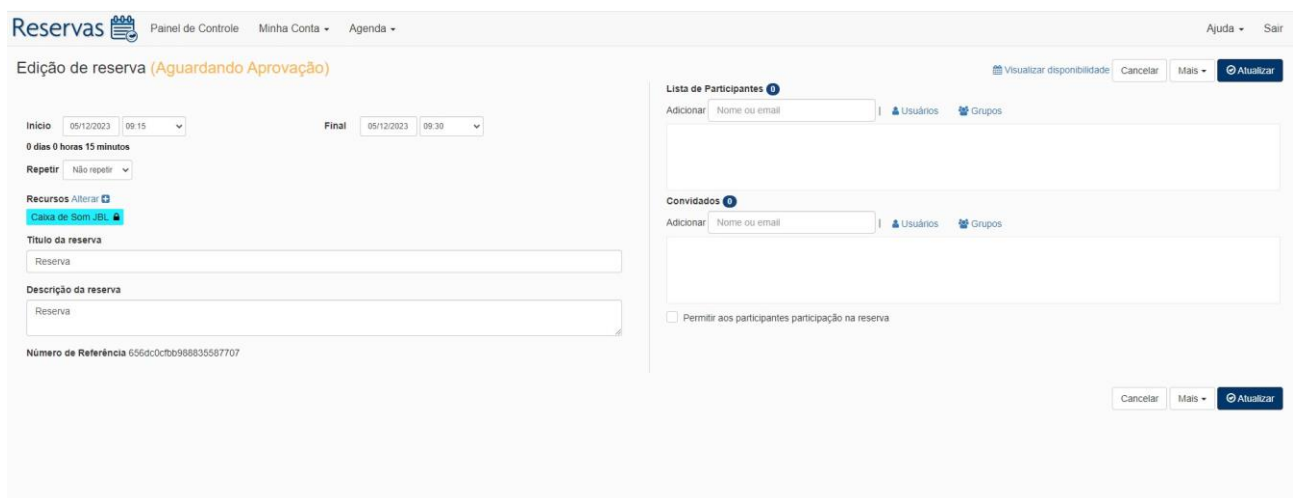 Reservas Painel de Controle Minha Conta Agenda Ajuda Sair
Edição de reserva (Aguardando Aprovação)
Visualizar disponibilidade Cancelar Mais Atualizar
Início 05/12/2023 09:15 Final 05/12/2023 09:30
0 dias 0 horas 15 minutos
Repetir Não repetir
Recursos Alterar
Caixa de Som JBL
Título da reserva
Reserva
Descrição da reserva
Reserva
Número de Referência 656dc0cfbb988835587707
Lista de Participantes 0
Adicionar Nome ou email | Usuários Grupos
Convidados 0
Adicionar Nome ou email | Usuários Grupos
Permitir aos participantes participação na reserva
Cancelar Mais Atualizar